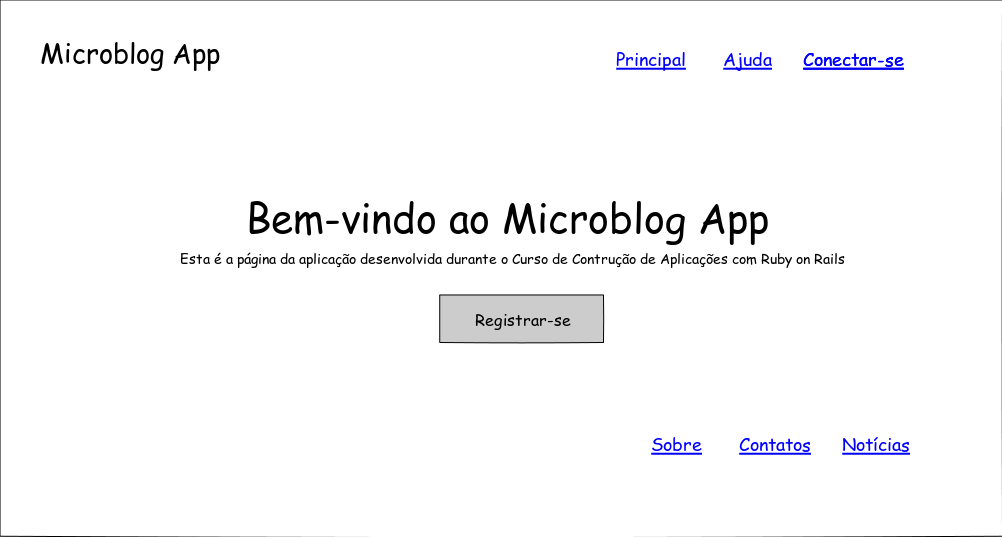 Microblog App
Principal Ajuda Conectar-se
Bem-vindo ao Microblog App
Esta é a página da aplicação desenvolvida durante o Curso de Contrução de Aplicações com Ruby on Rails
Registrar-se
Sobre Contatos Notícias